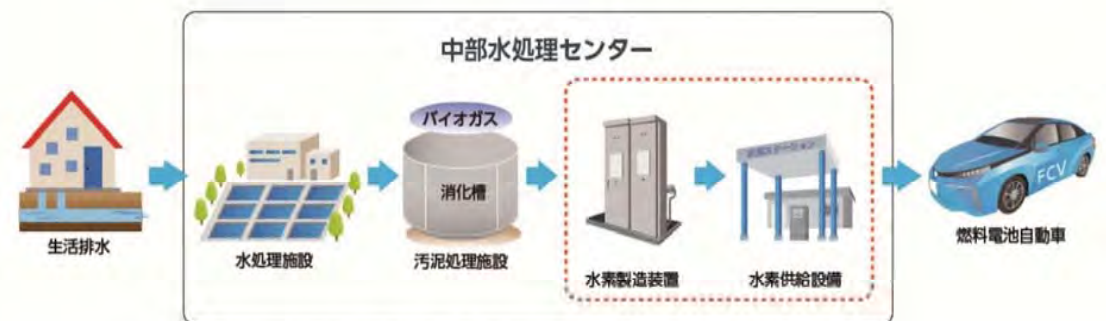 中部水処理センター
バイオガス
消化槽
FCV
生活排水
水処理施設
汚泥処理施設
水素製造装置
水素供給設備
燃料電池自動車